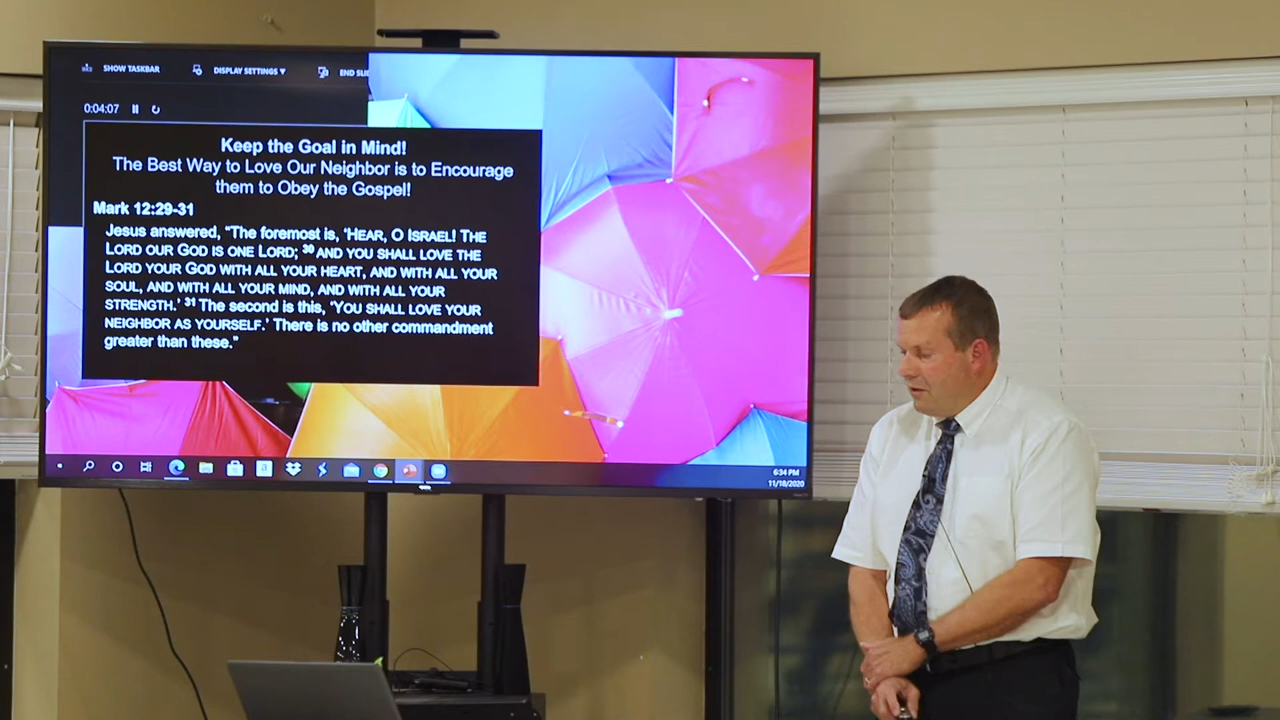 SHOW TASKBAR DISPLAY SETTINGS ▾ END SLI
0:04:07
Keep the Goal in Mind!
The Best Way to Love Our Neighbor is to Encourage
them to Obey the Gospel!
Mark 12:29-31
Jesus answered, “The foremost is, ‘HEAR, O ISRAEL! THE
LORD OUR GOD IS ONE LORD; 30 AND YOU SHALL LOVE THE
LORD YOUR GOD WITH ALL YOUR HEART, AND WITH ALL YOUR
SOUL, AND WITH ALL YOUR MIND, AND WITH ALL YOUR
STRENGTH.’ 31 The second is this, ‘YOU SHALL LOVE YOUR
NEIGHBOR AS YOURSELF.’ There is no other commandment
greater than these.”
6:34 PM
11/18/2020